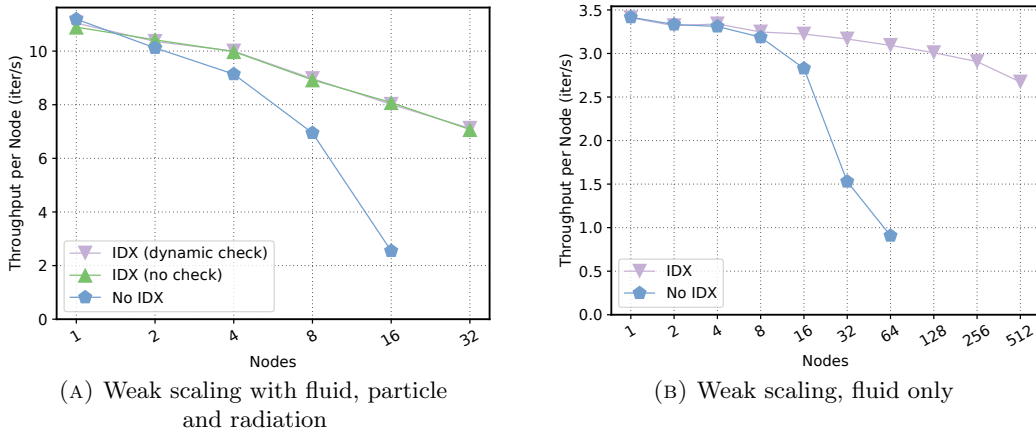 Throughput per Node (iter/s)
10
8
6
4
2
0
IDX (dynamic check)
IDX (no check)
No IDX
1
2
4
8
16
32
Nodes
(A) Weak scaling with fluid, particle
and radiation
Throughput per Node (iter/s)
3.5
3.0
2.5
2.0
1.5
1.0
0.5
0.0
IDX
No IDX
1
2
4
8
16
32
64
128
256
512
Nodes
(B) Weak scaling, fluid only